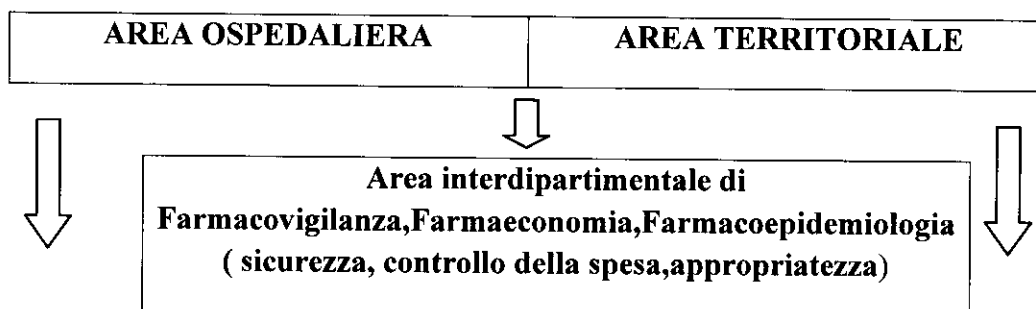 AREA OSPEDALIERA
AREA TERRITORIALE
Area interdipartimentale di
Farmacovigilanza,Farmaeconomia,Farmacoepidemiologia
( sicurezza, controllo della spesa,appropriatezza)